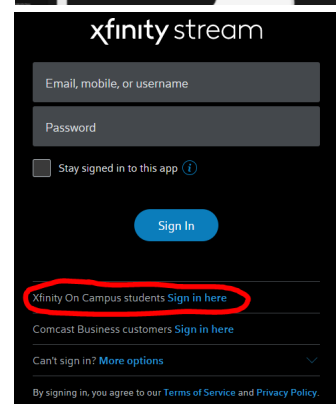 xfinity stream
Email, mobile, or username
Password
Stay signed in to this app i
Sign In
Xfinity On Campus students Sign in here
Comcast Business customers Sign in here
Can't sign in? More options
By signing in, you agree to our Terms of Service and Privacy Policy.